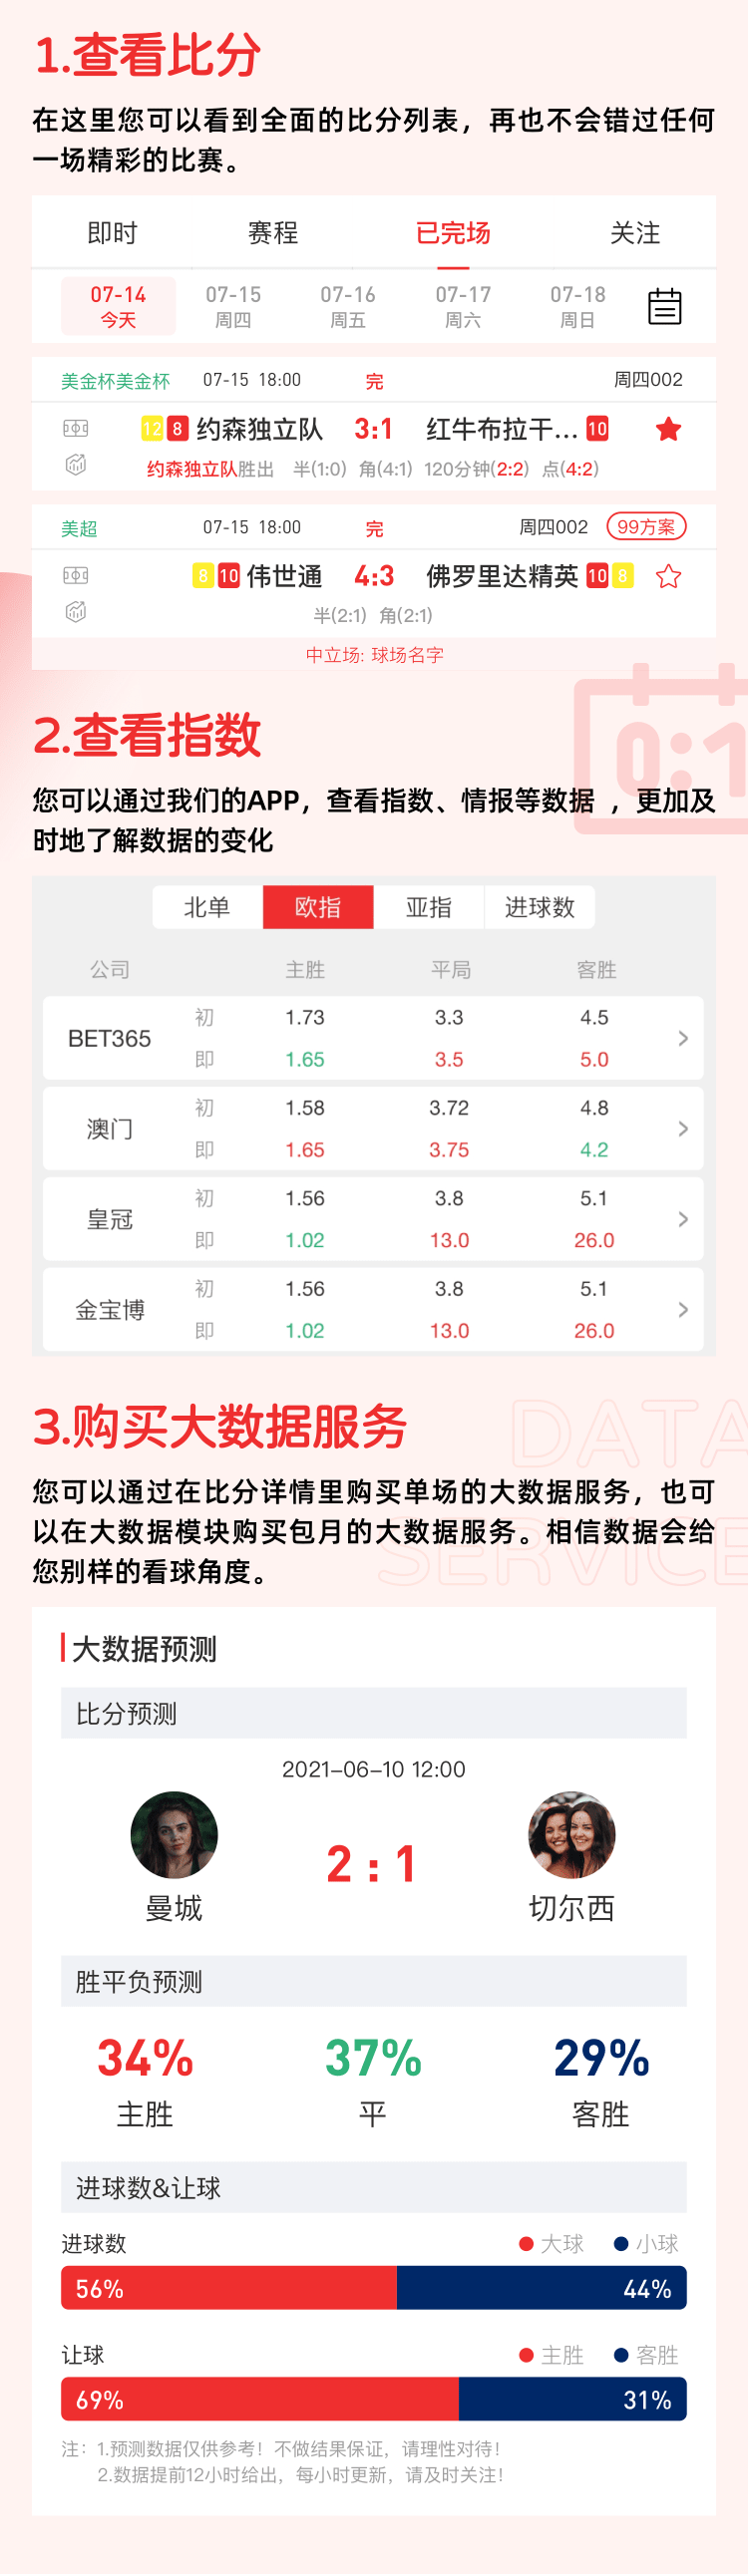 1.查看比分
在这里您可以看到全面的比分列表，再也不会错过任何
一场精彩的比赛。
即时 赛程 已完场 关注
07-14 07-15 07-16 07-17 07-18
今天 周四 周五 周六 周日
美金杯美金杯 07-15 18:00 完 周四002
12 8 约森独立队 3:1 红牛布拉干... 10
约森独立队胜出 半(1:0) 角(4:1) 120分钟(2:2) 点(4:2)
美超 07-15 18:00 完 周四002 99方案
8 10 伟世通 4:3 佛罗里达精英 10 8
半(2:1) 角(2:1)
中立场: 球场名字
0:1
2.查看指数
您可以通过我们的APP，查看指数、情报等数据 ，更加及
时地了解数据的变化
北单 欧指 亚指 进球数
公司 主胜 平局 客胜
初 1.73 3.3 4.5
BET365
即 1.65 3.5 5.0
初 1.58 3.72 4.8
澳门
即 1.65 3.75 4.2
初 1.56 3.8 5.1
皇冠
即 1.02 13.0 26.0
初 1.56 3.8 5.1
金宝博
即 1.02 13.0 26.0
3.购买大数据服务
DATA
您可以通过在比分详情里购买单场的大数据服务，也可
以在大数据模块购买包月的大数据服务。相信数据会给
SERVICE
您别样的看球角度。
大数据预测
比分预测
2021-06-10 12:00
2 : 1
曼城 切尔西
胜平负预测
34% 37% 29%
主胜 平 客胜
进球数&让球
进球数 大球 小球
56% 44%
让球 主胜 客胜
69% 31%
注：1.预测数据仅供参考！不做结果保证，请理性对待！
2.数据提前12小时给出，每小时更新，请及时关注！